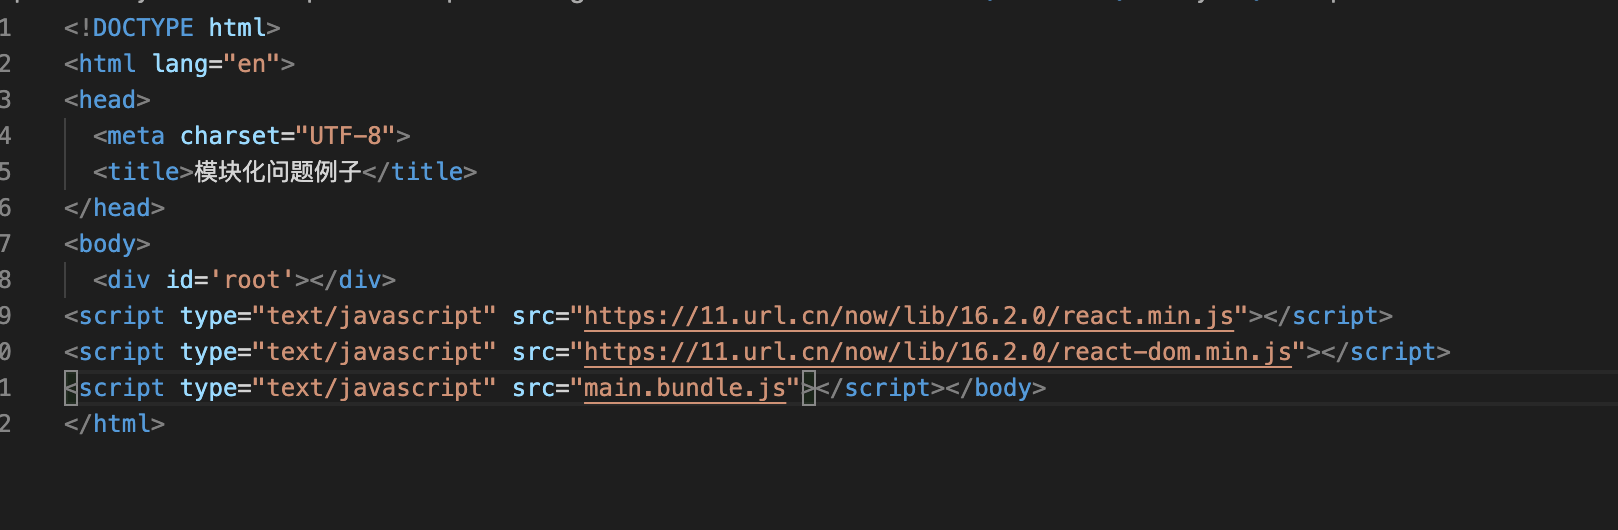 1 <!DOCTYPE html>
2 <html lang="en">
3 <head>
4 <meta charset="UTF-8">
5 <title>模块化问题例子</title>
6 </head>
7 <body>
8 <div id='root'></div>
9 <script type="text/javascript" src="https://11.url.cn/now/lib/16.2.0/react.min.js"></script>
0 <script type="text/javascript" src="https://11.url.cn/now/lib/16.2.0/react-dom.min.js"></script>
1 <script type="text/javascript" src="main.bundle.js"></script></body>
2 </html>